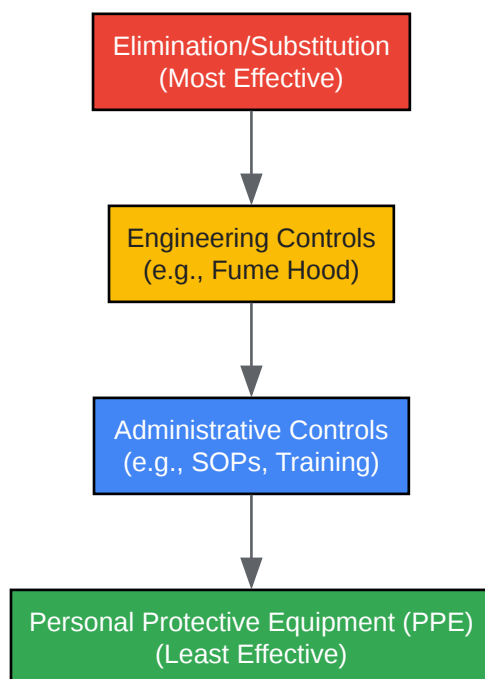 Elimination/Substitution
(Most Effective)
Engineering Controls
(e.g., Fume Hood)
Administrative Controls
(e.g., SOPs, Training)
Personal Protective Equipment (PPE)
(Least Effective)